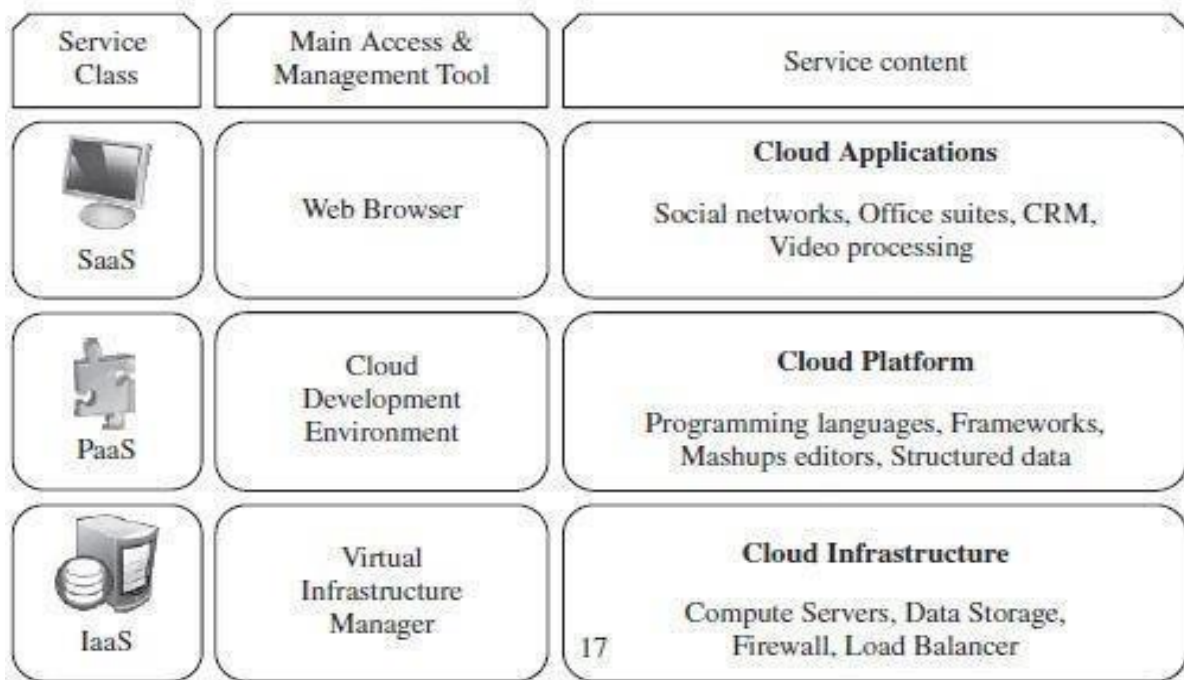 Service
Class
Main Access &
Management Tool
Service content
SaaS
Web Browser
Cloud Applications
Social networks, Office suites, CRM,
Video processing
PaaS
Cloud
Development
Environment
Cloud Platform
Programming languages, Frameworks,
Mashups editors, Structured data
IaaS
Virtual
Infrastructure
Manager
17
Cloud Infrastructure
Compute Servers, Data Storage,
Firewall, Load Balancer